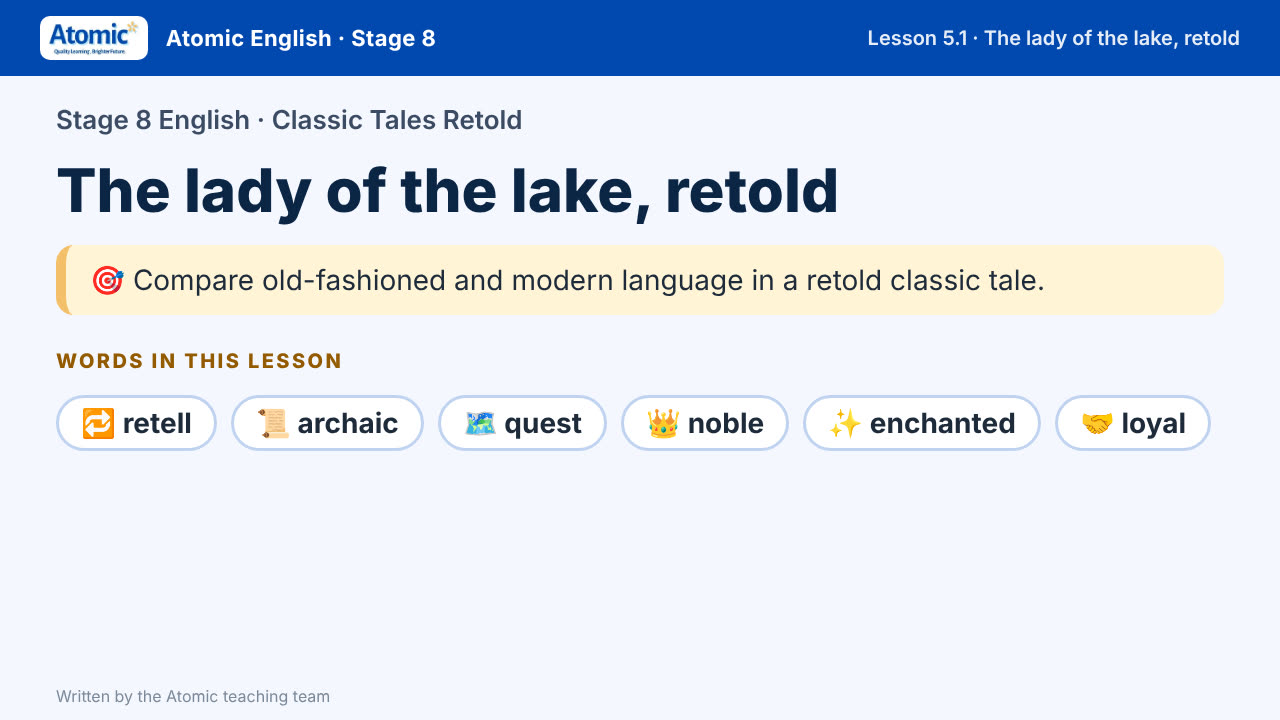 Atomic
Quality Learning. Brighter Future.
Atomic English · Stage 8
Lesson 5.1 · The lady of the lake, retold
Stage 8 English · Classic Tales Retold
The lady of the lake, retold
Compare old-fashioned and modern language in a retold classic tale.
WORDS IN THIS LESSON
retell archaic quest noble enchanted loyal
Written by the Atomic teaching team